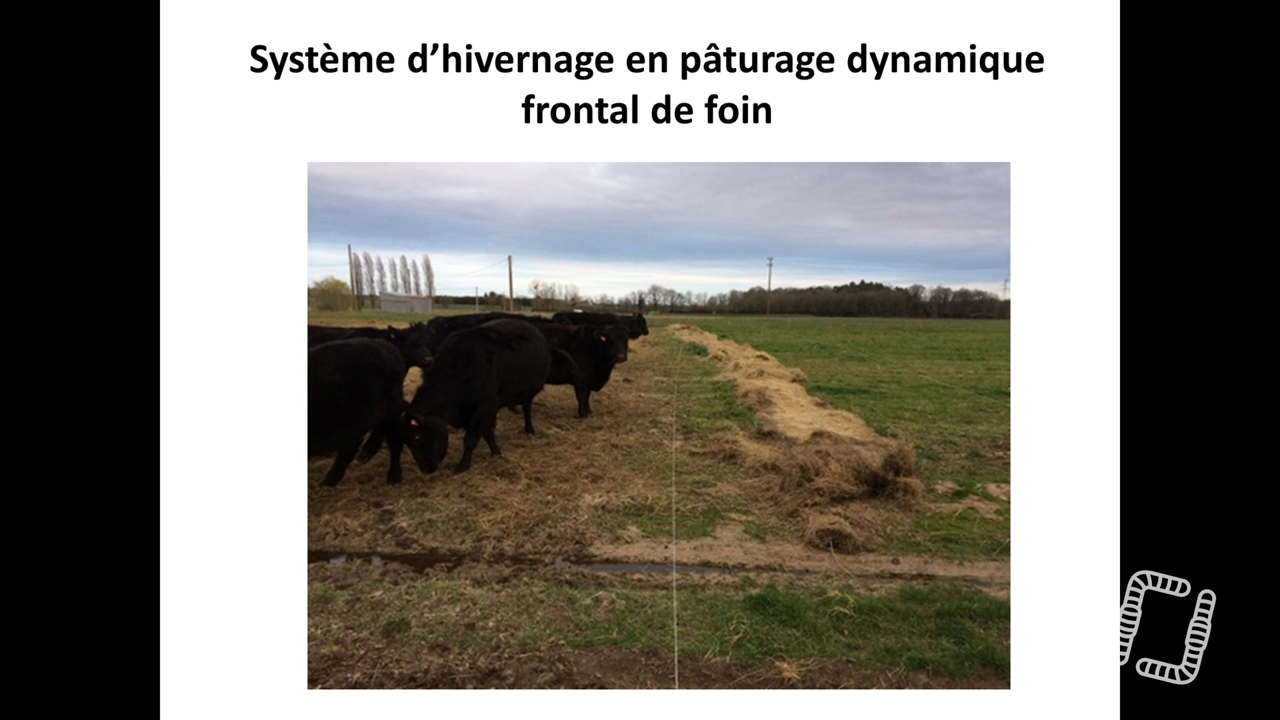 Système d’hivernage en pâturage dynamique
frontal de foin